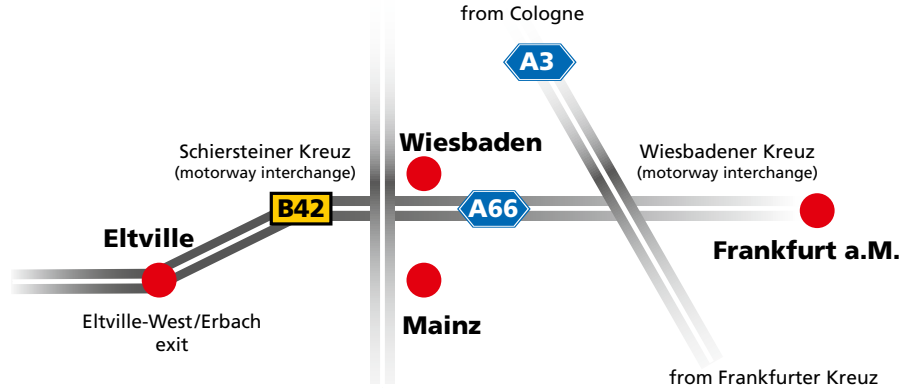 from Cologne
A3
Schiersteiner Kreuz
(motorway interchange)
Wiesbaden
Wiesbadener Kreuz
(motorway interchange)
B42
A66
Eltville
Frankfurt a.M.
Eltville-West/Erbach
exit
Mainz
from Frankfurter Kreuz